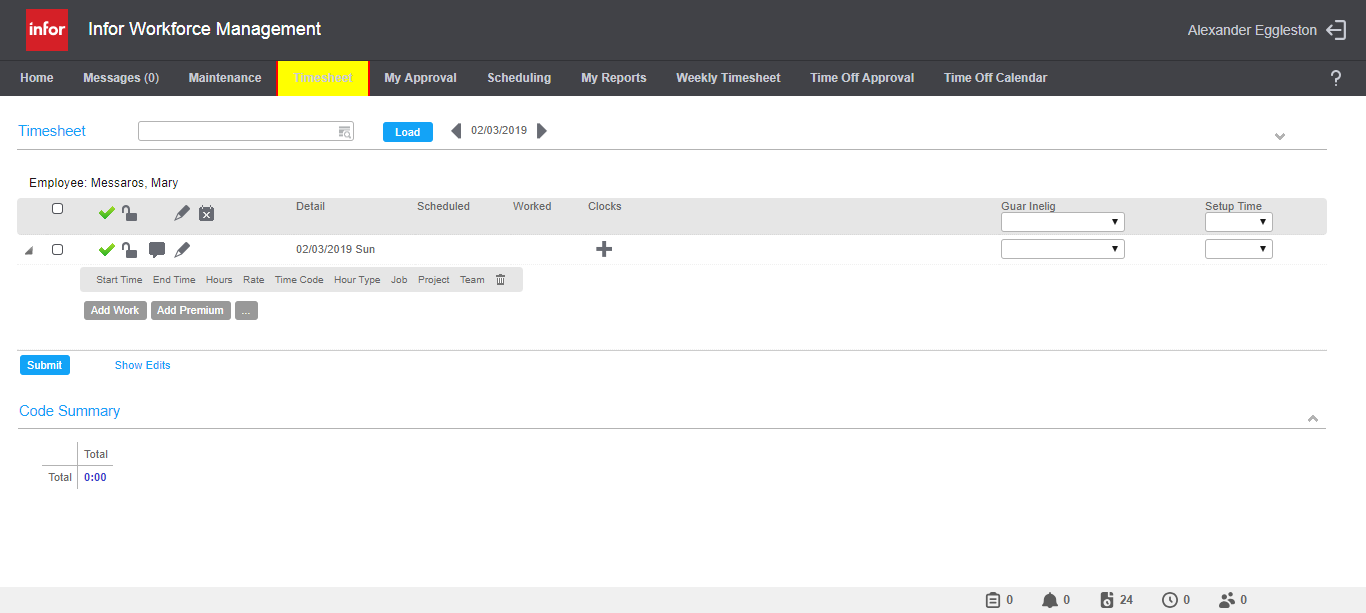 infor Infor Workforce Management Alexander Eggleston
Home Messages (0) Maintenance Timesheet My Approval Scheduling My Reports Weekly Timesheet Time Off Approval Time Off Calendar ?
Timesheet Load 02/03/2019
Employee: Messaros, Mary
Detail Scheduled Worked Clocks Guar Inelig Setup Time
02/03/2019 Sun
Start Time End Time Hours Rate Time Code Hour Type Job Project Team
Add Work Add Premium ...
Submit Show Edits
Code Summary
Total
Total 0:00
0 0 24 0 0